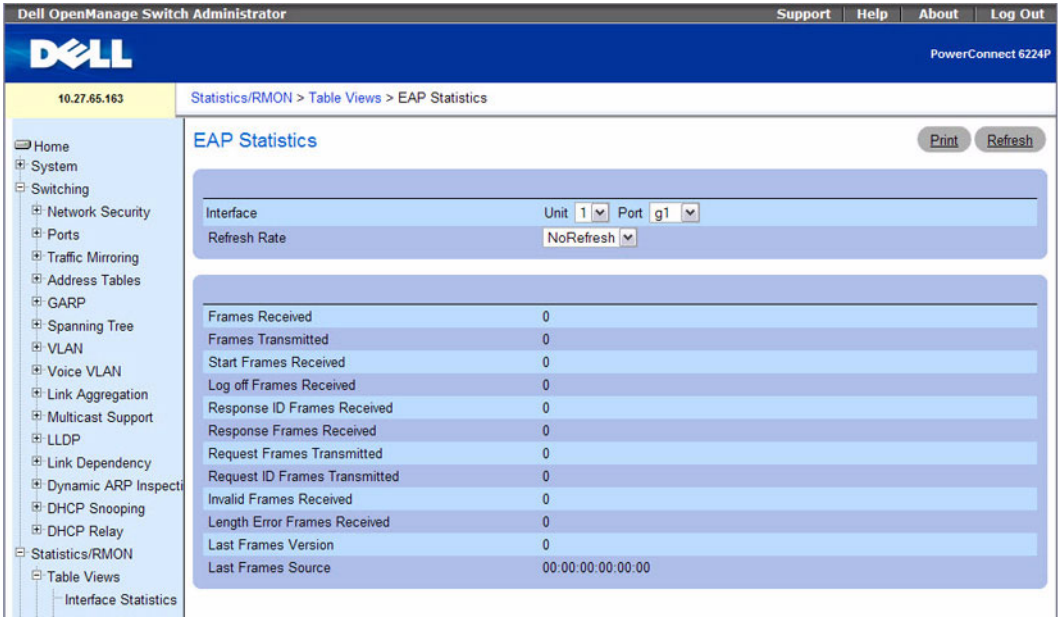 Dell OpenManage Switch Administrator
Support Help About Log Out
DELL
PowerConnect 6224P
10.27.65.163
Statistics/RMON > Table Views > EAP Statistics
Home
System
Switching
Network Security
Ports
Traffic Mirroring
Address Tables
GARP
Spanning Tree
VLAN
Voice VLAN
Link Aggregation
Multicast Support
LLDP
Link Dependency
Dynamic ARP Inspecti
DHCP Snooping
DHCP Relay
Statistics/RMON
Table Views
Interface Statistics
EAP Statistics
Print Refresh
Interface Unit 1 Port g1
Refresh Rate NoRefresh
Frames Received 0
Frames Transmitted 0
Start Frames Received 0
Log off Frames Received 0
Response ID Frames Received 0
Response Frames Received 0
Request Frames Transmitted 0
Request ID Frames Transmitted 0
Invalid Frames Received 0
Length Error Frames Received 0
Last Frames Version 0
Last Frames Source 00:00:00:00:00:00